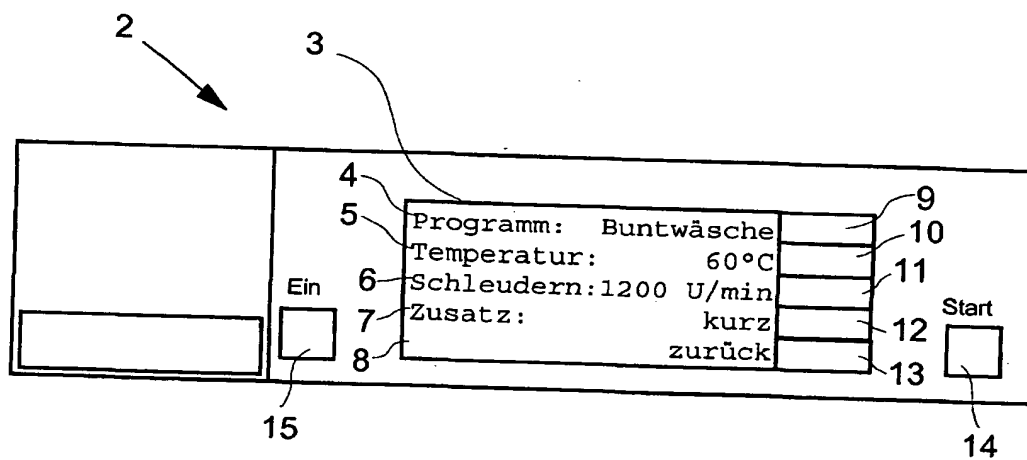 2
3
4
Programm: Buntwäsche
9
5
Temperatur: 60°C
10
6
Schleudern:1200 U/min
11
Ein
7
Zusatz: kurz
12
Start
8
zurück
13
15
14